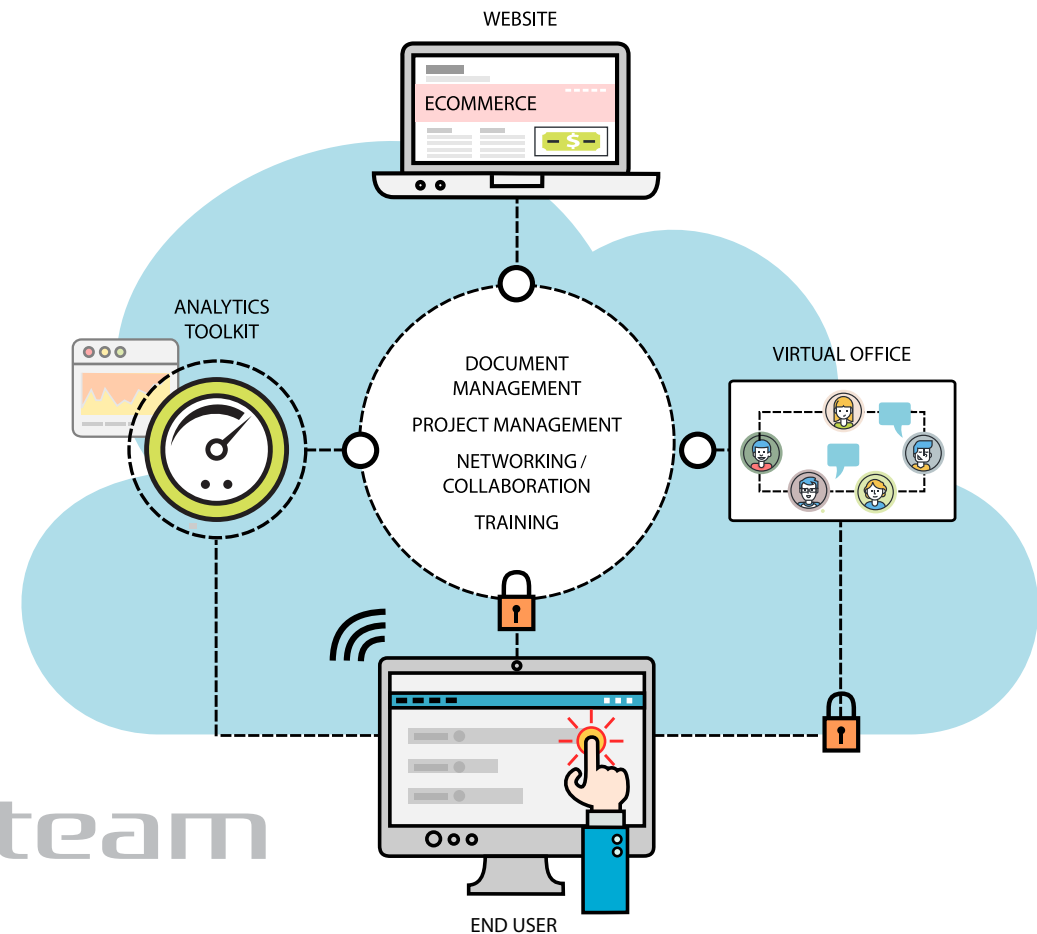 WEBSITE
ECOMMERCE
$
ANALYTICS
TOOLKIT
VIRTUAL OFFICE
DOCUMENT
MANAGEMENT
PROJECT MANAGEMENT
NETWORKING /
COLLABORATION
TRAINING
team
END USER